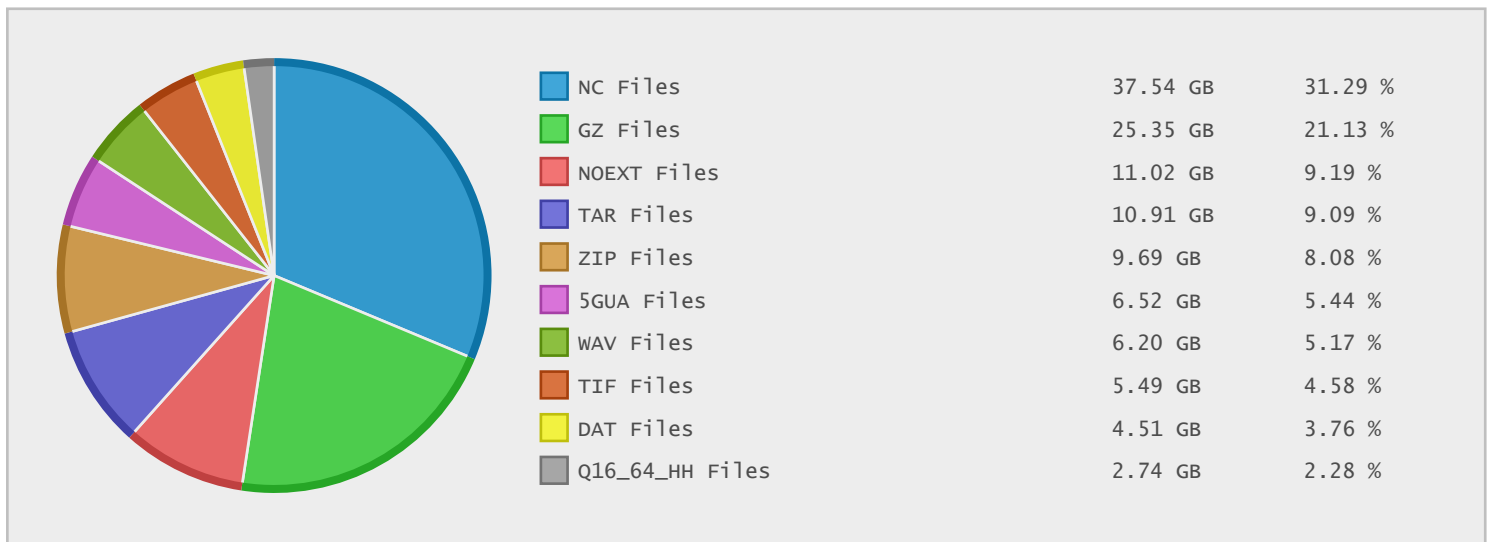 NC Files 37.54 GB 31.29 %
GZ Files 25.35 GB 21.13 %
NOEXT Files 11.02 GB 9.19 %
TAR Files 10.91 GB 9.09 %
ZIP Files 9.69 GB 8.08 %
5GUA Files 6.52 GB 5.44 %
WAV Files 6.20 GB 5.17 %
TIF Files 5.49 GB 4.58 %
DAT Files 4.51 GB 3.76 %
Q16_64_HH Files 2.74 GB 2.28 %